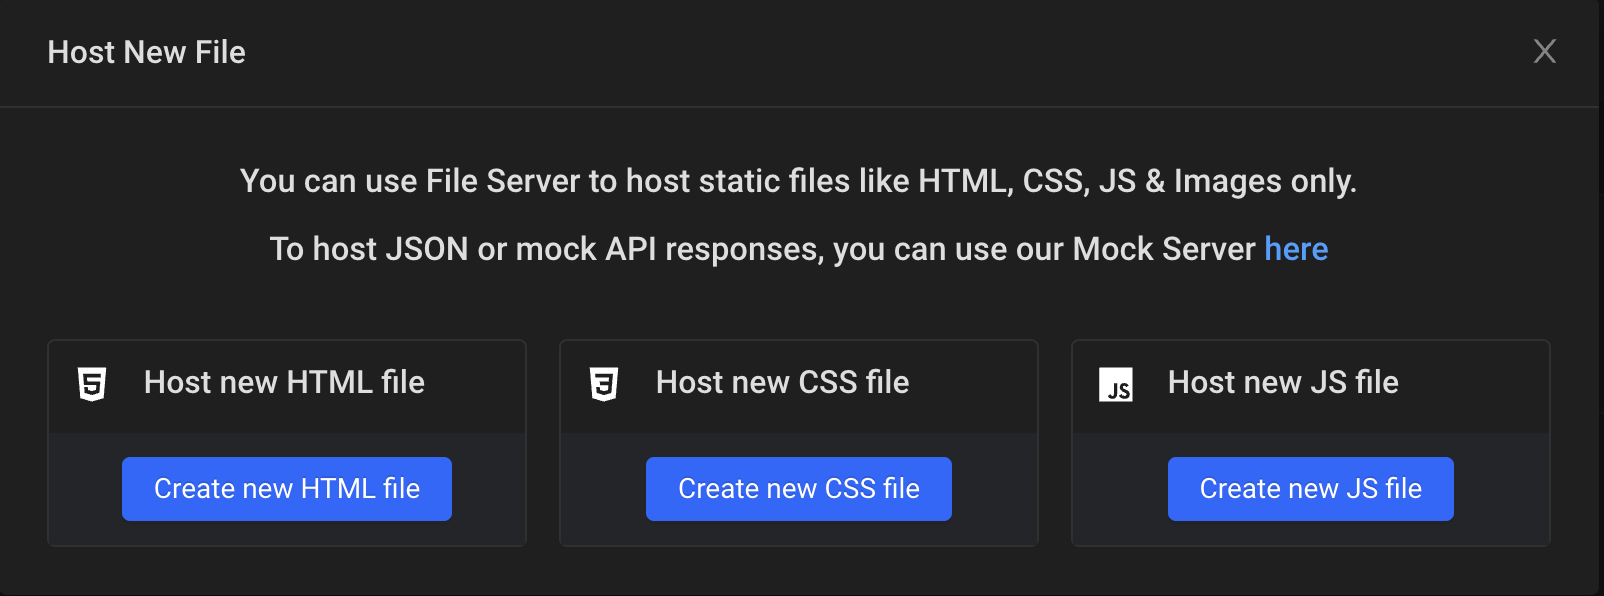 Host New File
X
You can use File Server to host static files like HTML, CSS, JS & Images only.
To host JSON or mock API responses, you can use our Mock Server here
5 Host new HTML file
3 Host new CSS file
JS Host new JS file
Create new HTML file
Create new CSS file
Create new JS file